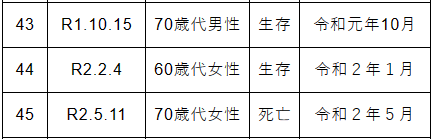 43 R1.10.15 70歳代男性 生存 令和元年10月
44 R2.2.4 60歳代女性 生存 令和２年１月
45 R2.5.11 70歳代女性 死亡 令和２年５月